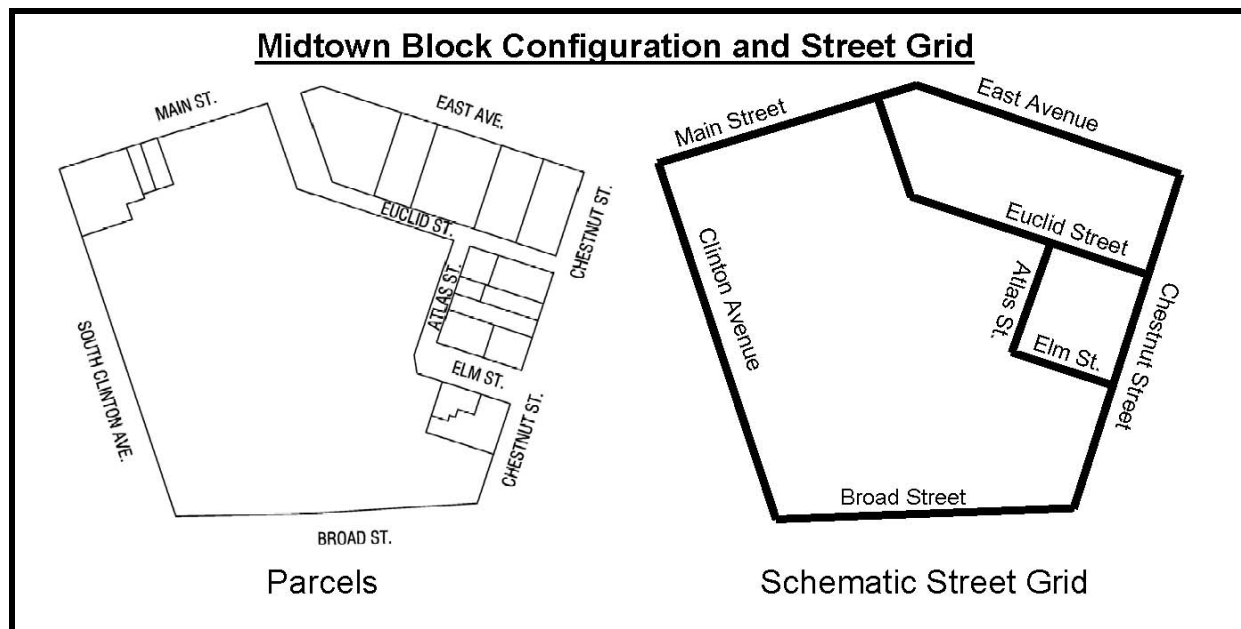 Midtown Block Configuration and Street Grid
MAIN ST.
EAST AVE.
EUCLID ST.
CHESTNUT ST.
ATLAS ST.
ELM ST.
SOUTH CLINTON AVE.
CHESTNUT ST.
BROAD ST.
Parcels
Main Street
East Avenue
Euclid Street
Clinton Avenue
Atlas St.
Elm St.
Chestnut Street
Broad Street
Schematic Street Grid